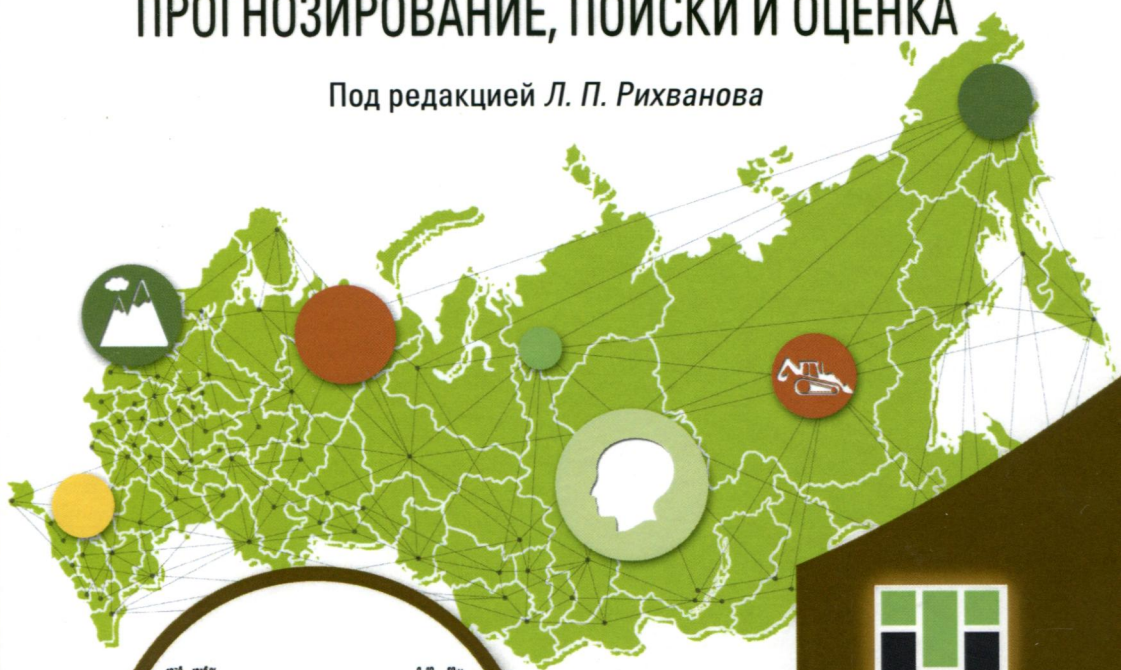 ПРОГНОЗИРОВАНИЕ, ПОИСКИ И ОЦЕНКА
Под редакцией Л. П. Рихванова